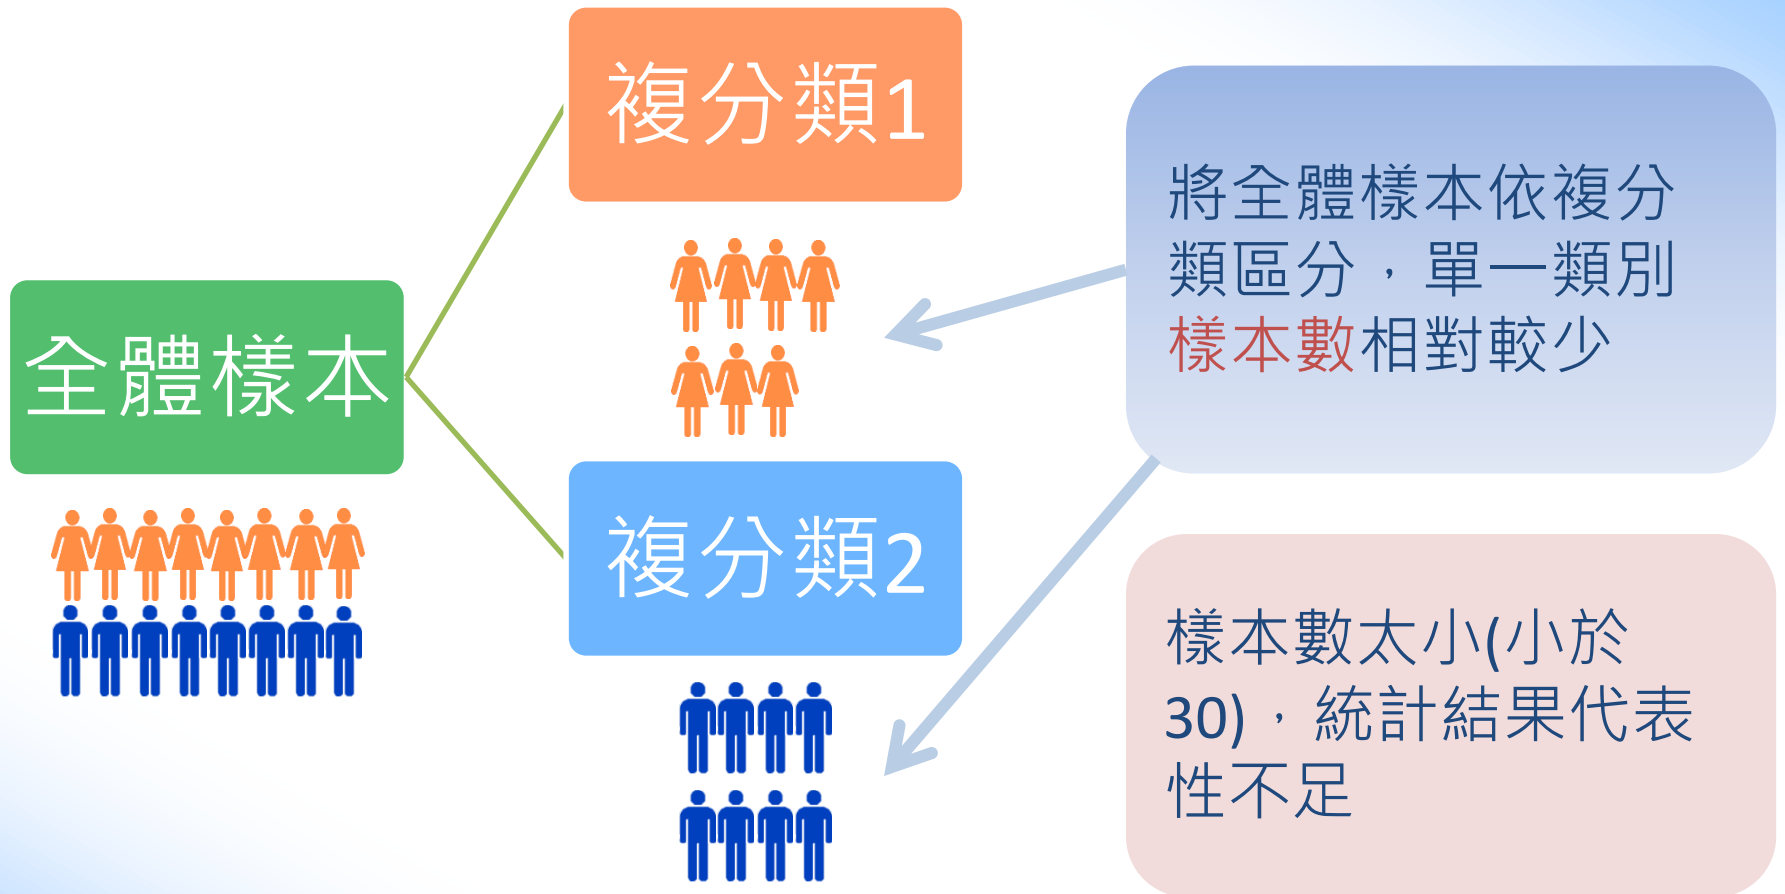 全體樣本
複分類1
複分類2
將全體樣本依複分
類區分，單一類別
樣本數相對較少
樣本數太小(小於
30)，統計結果代表
性不足